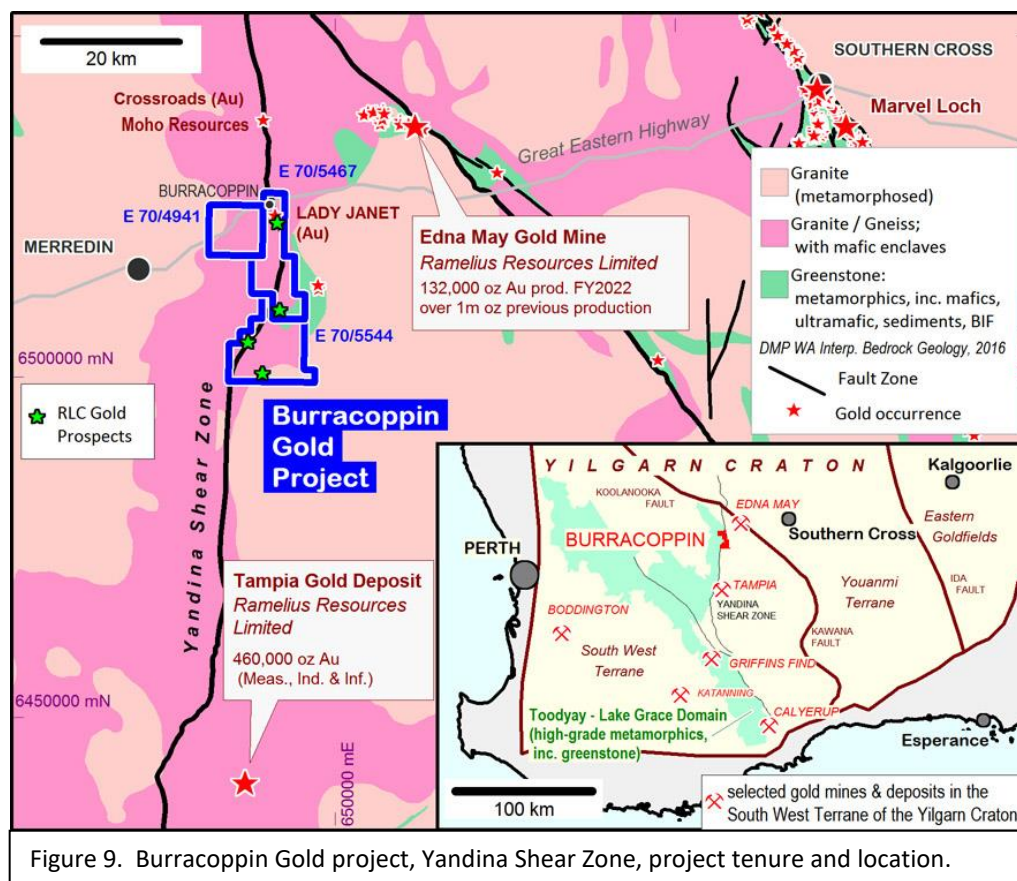 20 km
Crossroads (Au)
Moho Resources
SOUTHERN CROSS
Marvel Loch
Great Eastern Highway
E 70/5467
BURRACOPPIN
E 70/4941
LADY JANET
(Au)
MERREDIN
Edna May Gold Mine
Ramelius Resources Limited
132,000 oz Au prod. FY2022
over 1m oz previous production
Granite
(metamorphosed)
Granite / Gneiss;
with mafic enclaves
Greenstone:
metamorphics, inc. mafics,
ultramafic, sediments, BIF
DMP WA Interp. Bedrock Geology, 2016
Fault Zone
Gold occurrence
E 70/5544
6500000 mN
RLC Gold
Prospects
Burracoppin
Gold
Project
Yandina Shear Zone
Tampia Gold Deposit
Ramelius Resources
Limited
460,000 oz Au
(Meas., Ind. & Inf.)
6450000 mN
650000 mE
YILGARN CRATON
KOOLANOOKA
FAULT
EDNA MAY
Kalgoorlie
BURRACOPPIN
Southern Cross
Eastern
Goldfields
PERTH
TAMPIA
YANDINA
SHEAR ZONE
Youanmi
Terrane
IDA
FAULT
BODDINGTON
South West
Terrane
KAWANA
FAULT
GRIFFINS FIND
KATANNING
CALYERUP
Toodyay - Lake Grace Domain
(high-grade metamorphics,
inc. greenstone)
Esperance
100 km
selected gold mines & deposits in the
South West Terrane of the Yilgarn Craton
Figure 9. Burracoppin Gold project, Yandina Shear Zone, project tenure and location.